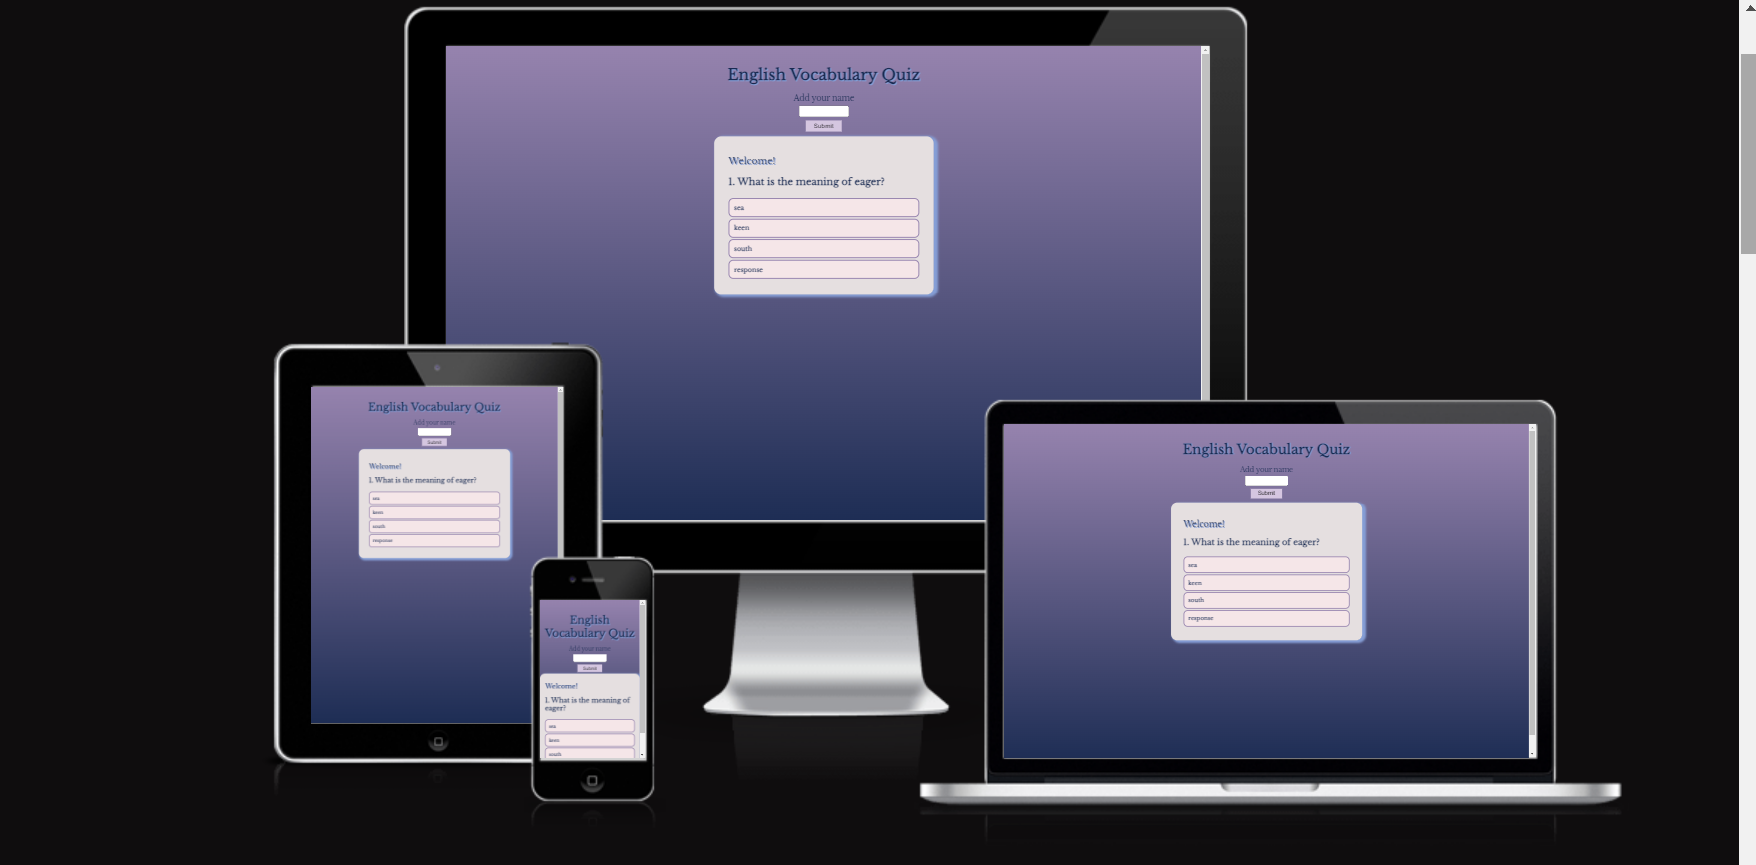 English Vocabulary Quiz
Add your name
Submit
Welcome!
1. What is the meaning of eager?
sea
keen
south
response
English Vocabulary Quiz
Add your name
Submit
Welcome!
1. What is the meaning of eager?
sea
keen
south
response
English
Vocabulary Quiz
Add your name
Submit
Welcome!
1. What is the meaning of
eager?
sea
keen
south
English Vocabulary Quiz
Add your name
Submit
Welcome!
1. What is the meaning of eager?
sea
keen
south
response